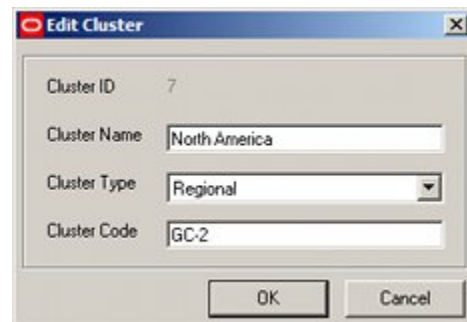 Edit Cluster
Cluster ID 7
Cluster Name North America
Cluster Type Regional
Cluster Code GC-2
OK Cancel